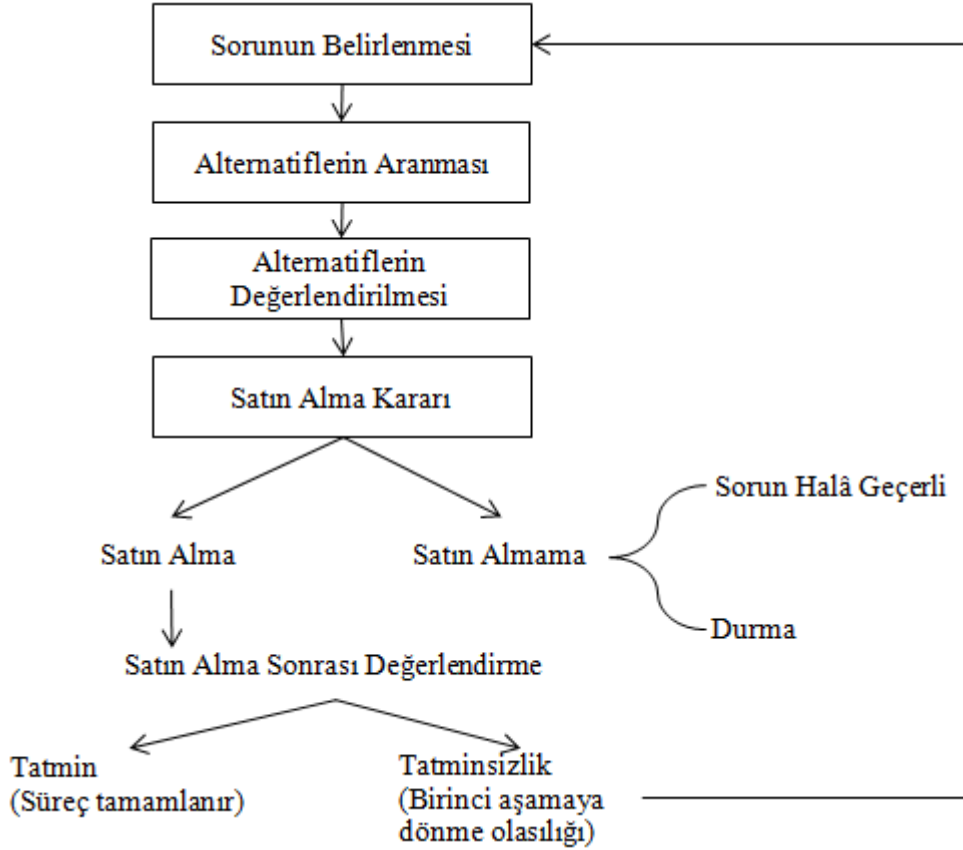 Sorunun Belirlenmesi
Alternatiflerin Aranması
Alternatiflerin
Değerlendirilmesi
Satın Alma Kararı
Sorun Halâ Geçerli
Satın Alma
Satın Almama
Durma
Satın Alma Sonrası Değerlendirme
Tatmin
(Süreç tamamlanır)
Tatminsizlik
(Birinci aşamaya
dönme olasılığı)